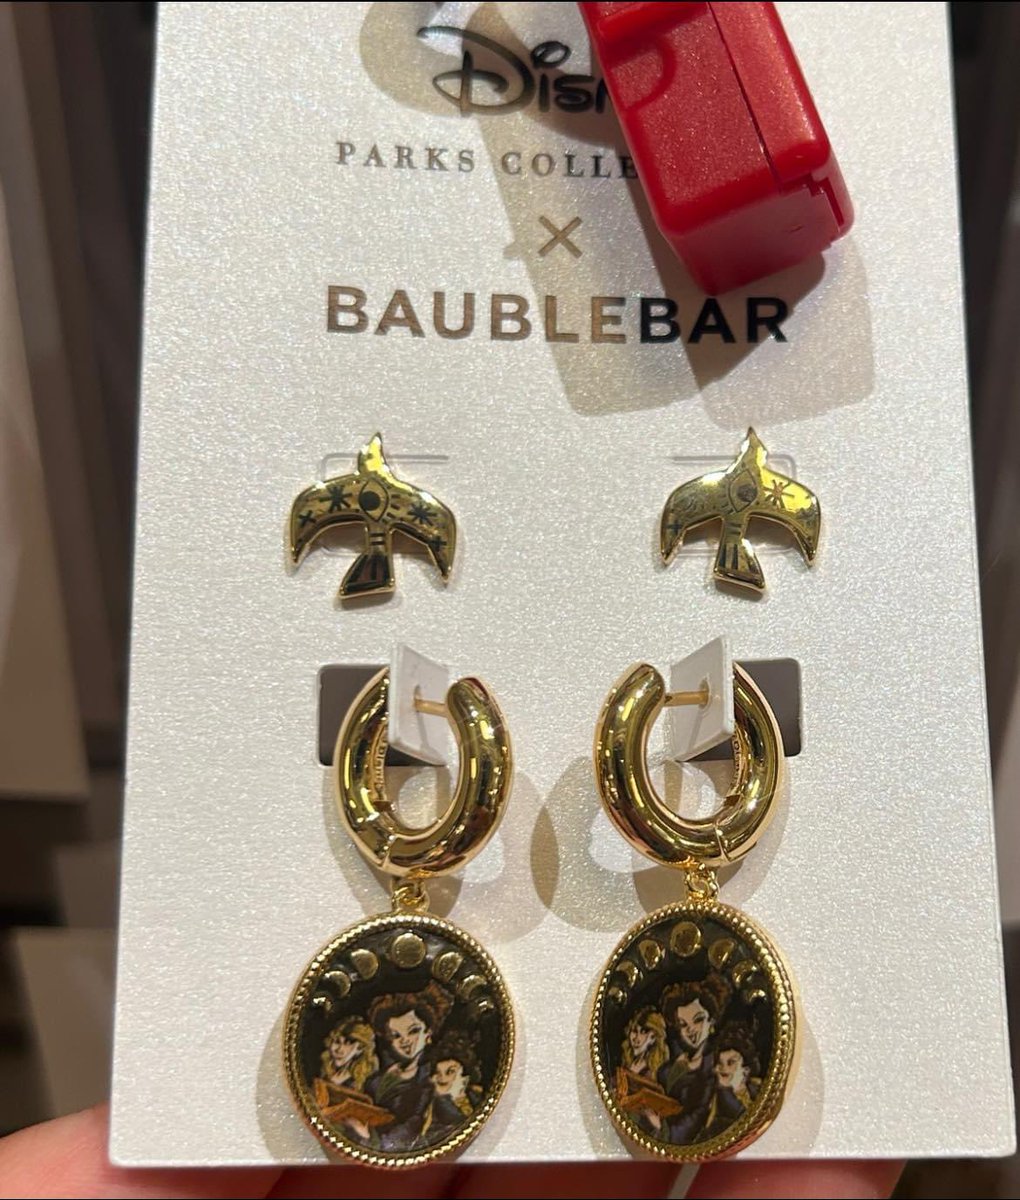 Disn
PARKS COLLE
×
BAUBLEBAR